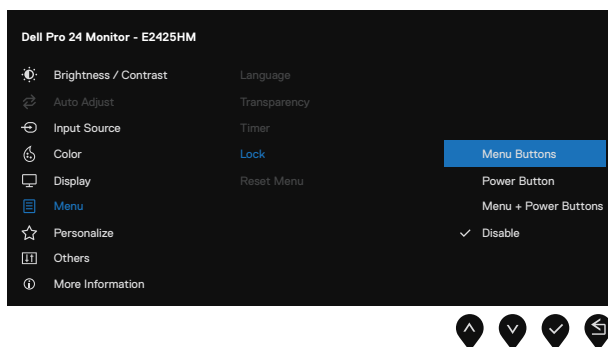 Dell Pro 24 Monitor - E2425HM
Brightness / Contrast
Language
Auto Adjust
Transparency
Input Source
Timer
Color
Lock
Menu Buttons
Display
Reset Menu
Power Button
Menu
Menu + Power Buttons
Personalize
Disable
Others
More Information